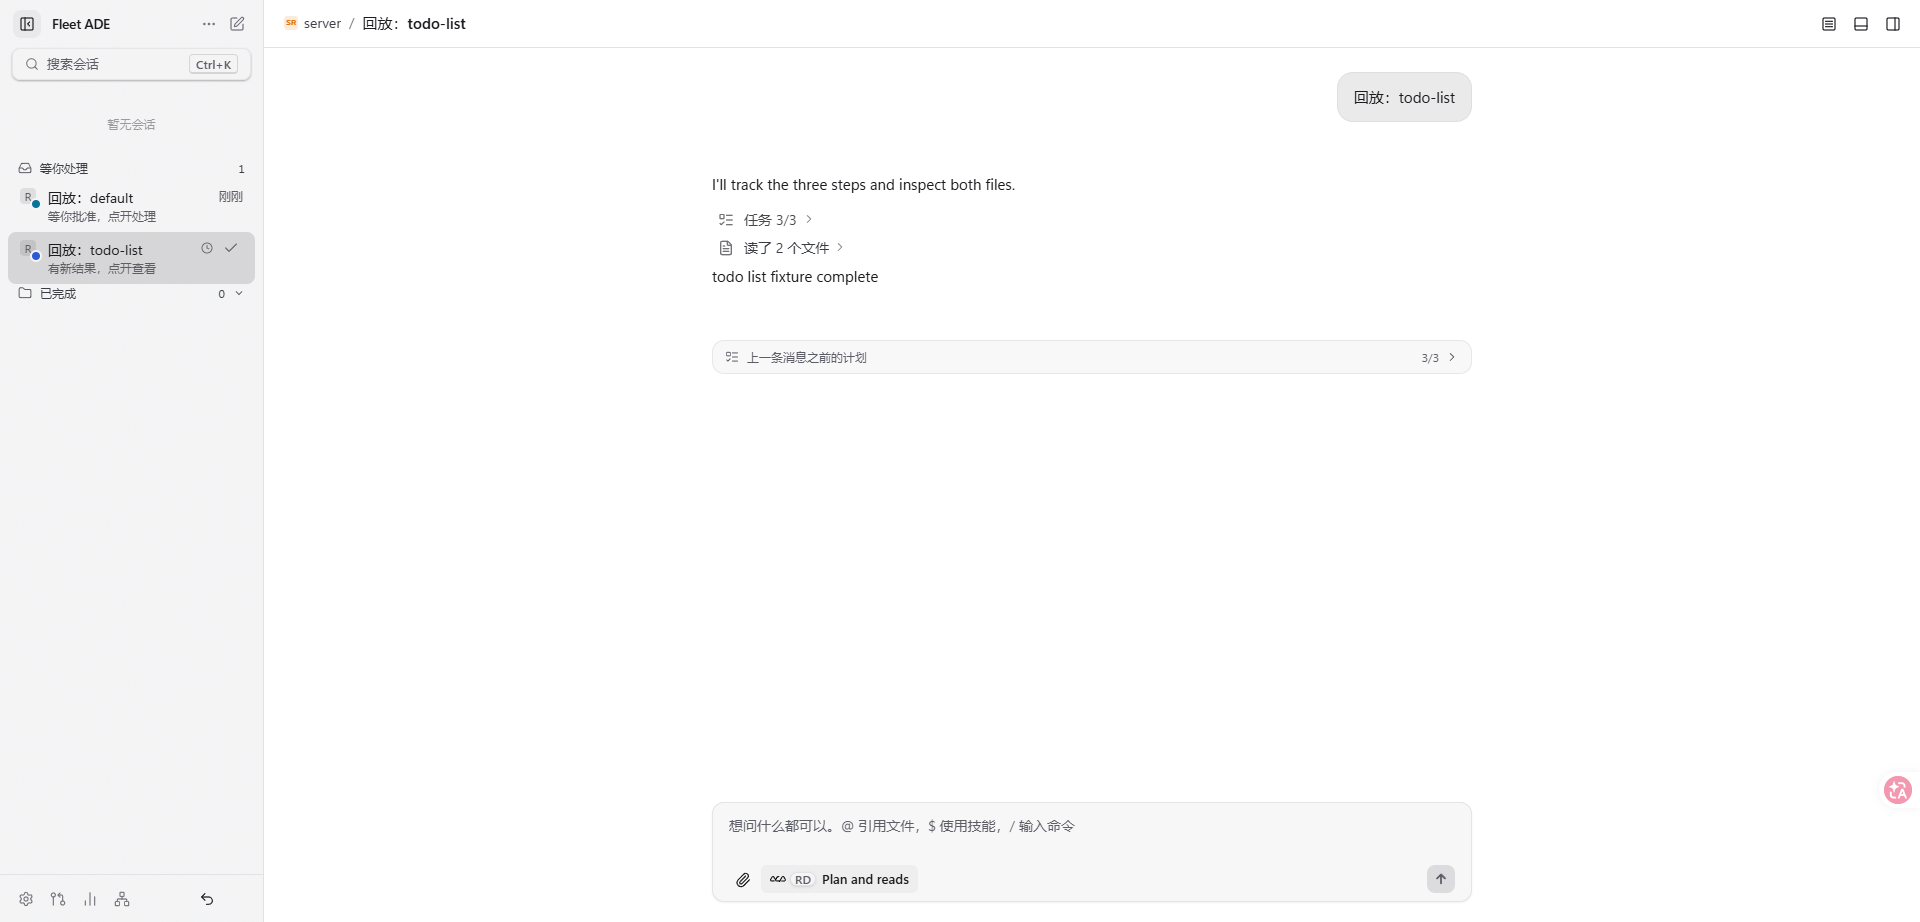 Fleet ADE
搜索会话 Ctrl+K
暂无会话
等你处理 1
R 回放：default 刚刚
等你批准，点开处理
R 回放：todo-list
有新结果，点开查看
已完成 0
SR server / 回放：todo-list
回放：todo-list
I'll track the three steps and inspect both files.
任务 3/3
读了 2 个文件
todo list fixture complete
上一条消息之前的计划 3/3
想问什么都可以。@ 引用文件，$ 使用技能，/ 输入命令
RD Plan and reads